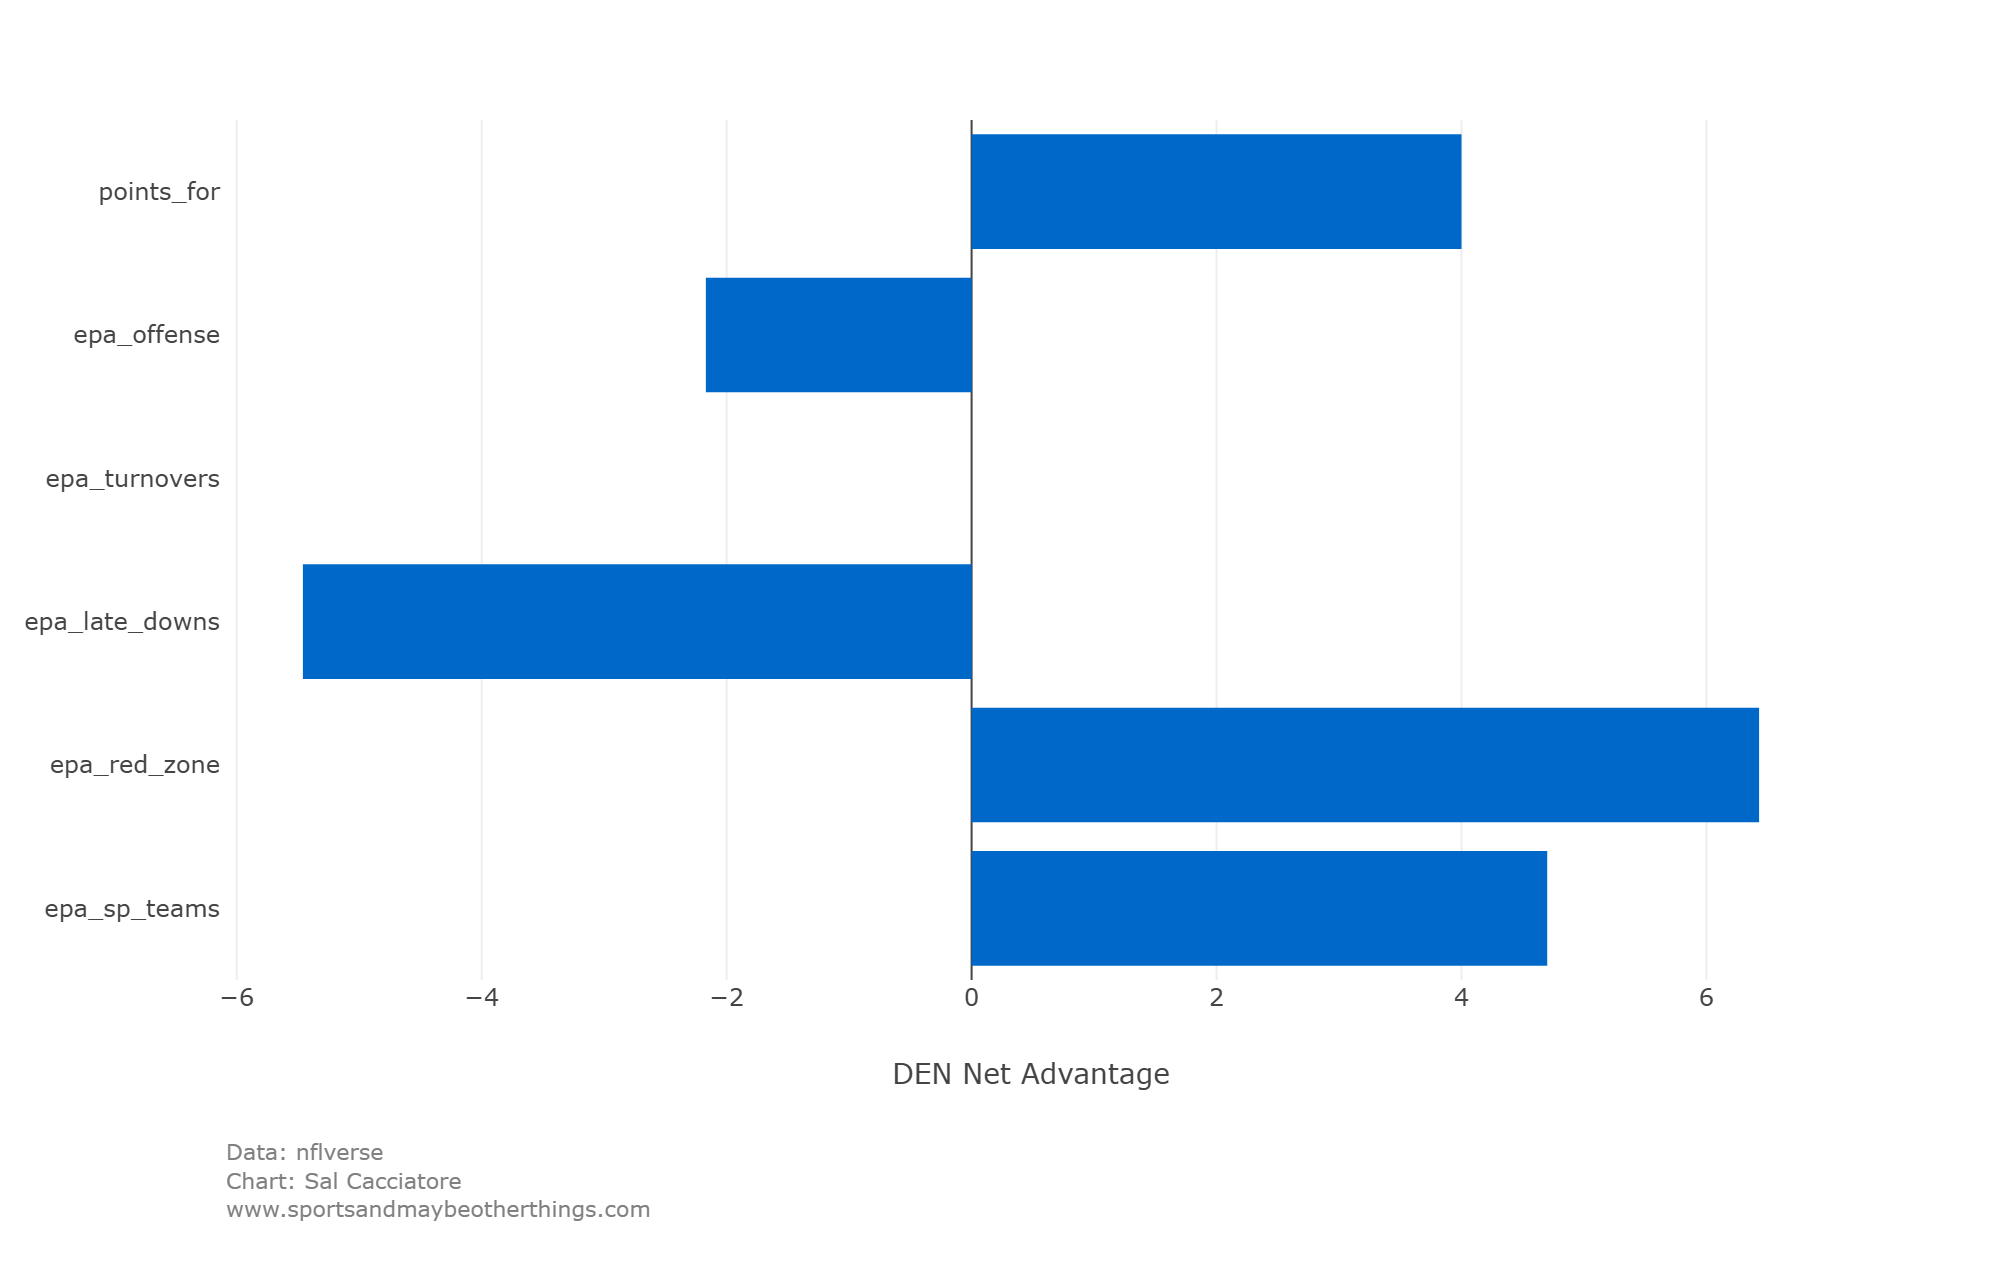 points_for
epa_offense
epa_turnovers
epa_late_downs
epa_red_zone
epa_sp_teams
−6 −4 −2 0 2 4 6
DEN Net Advantage
Data: nflverse
Chart: Sal Cacciatore
www.sportsandmaybeotherthings.com